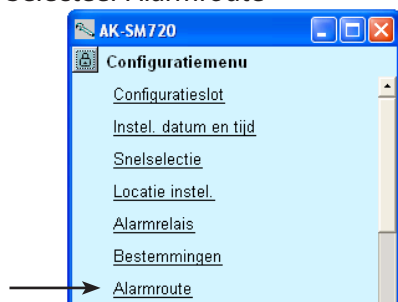 Selecteer Alarmroute
AK-SM720
Configuratiemenu
Configuratieslot
Instel. datum en tijd
Snelselectie
Locatie instel.
Alarmrelais
Bestemmingen
Alarmroute